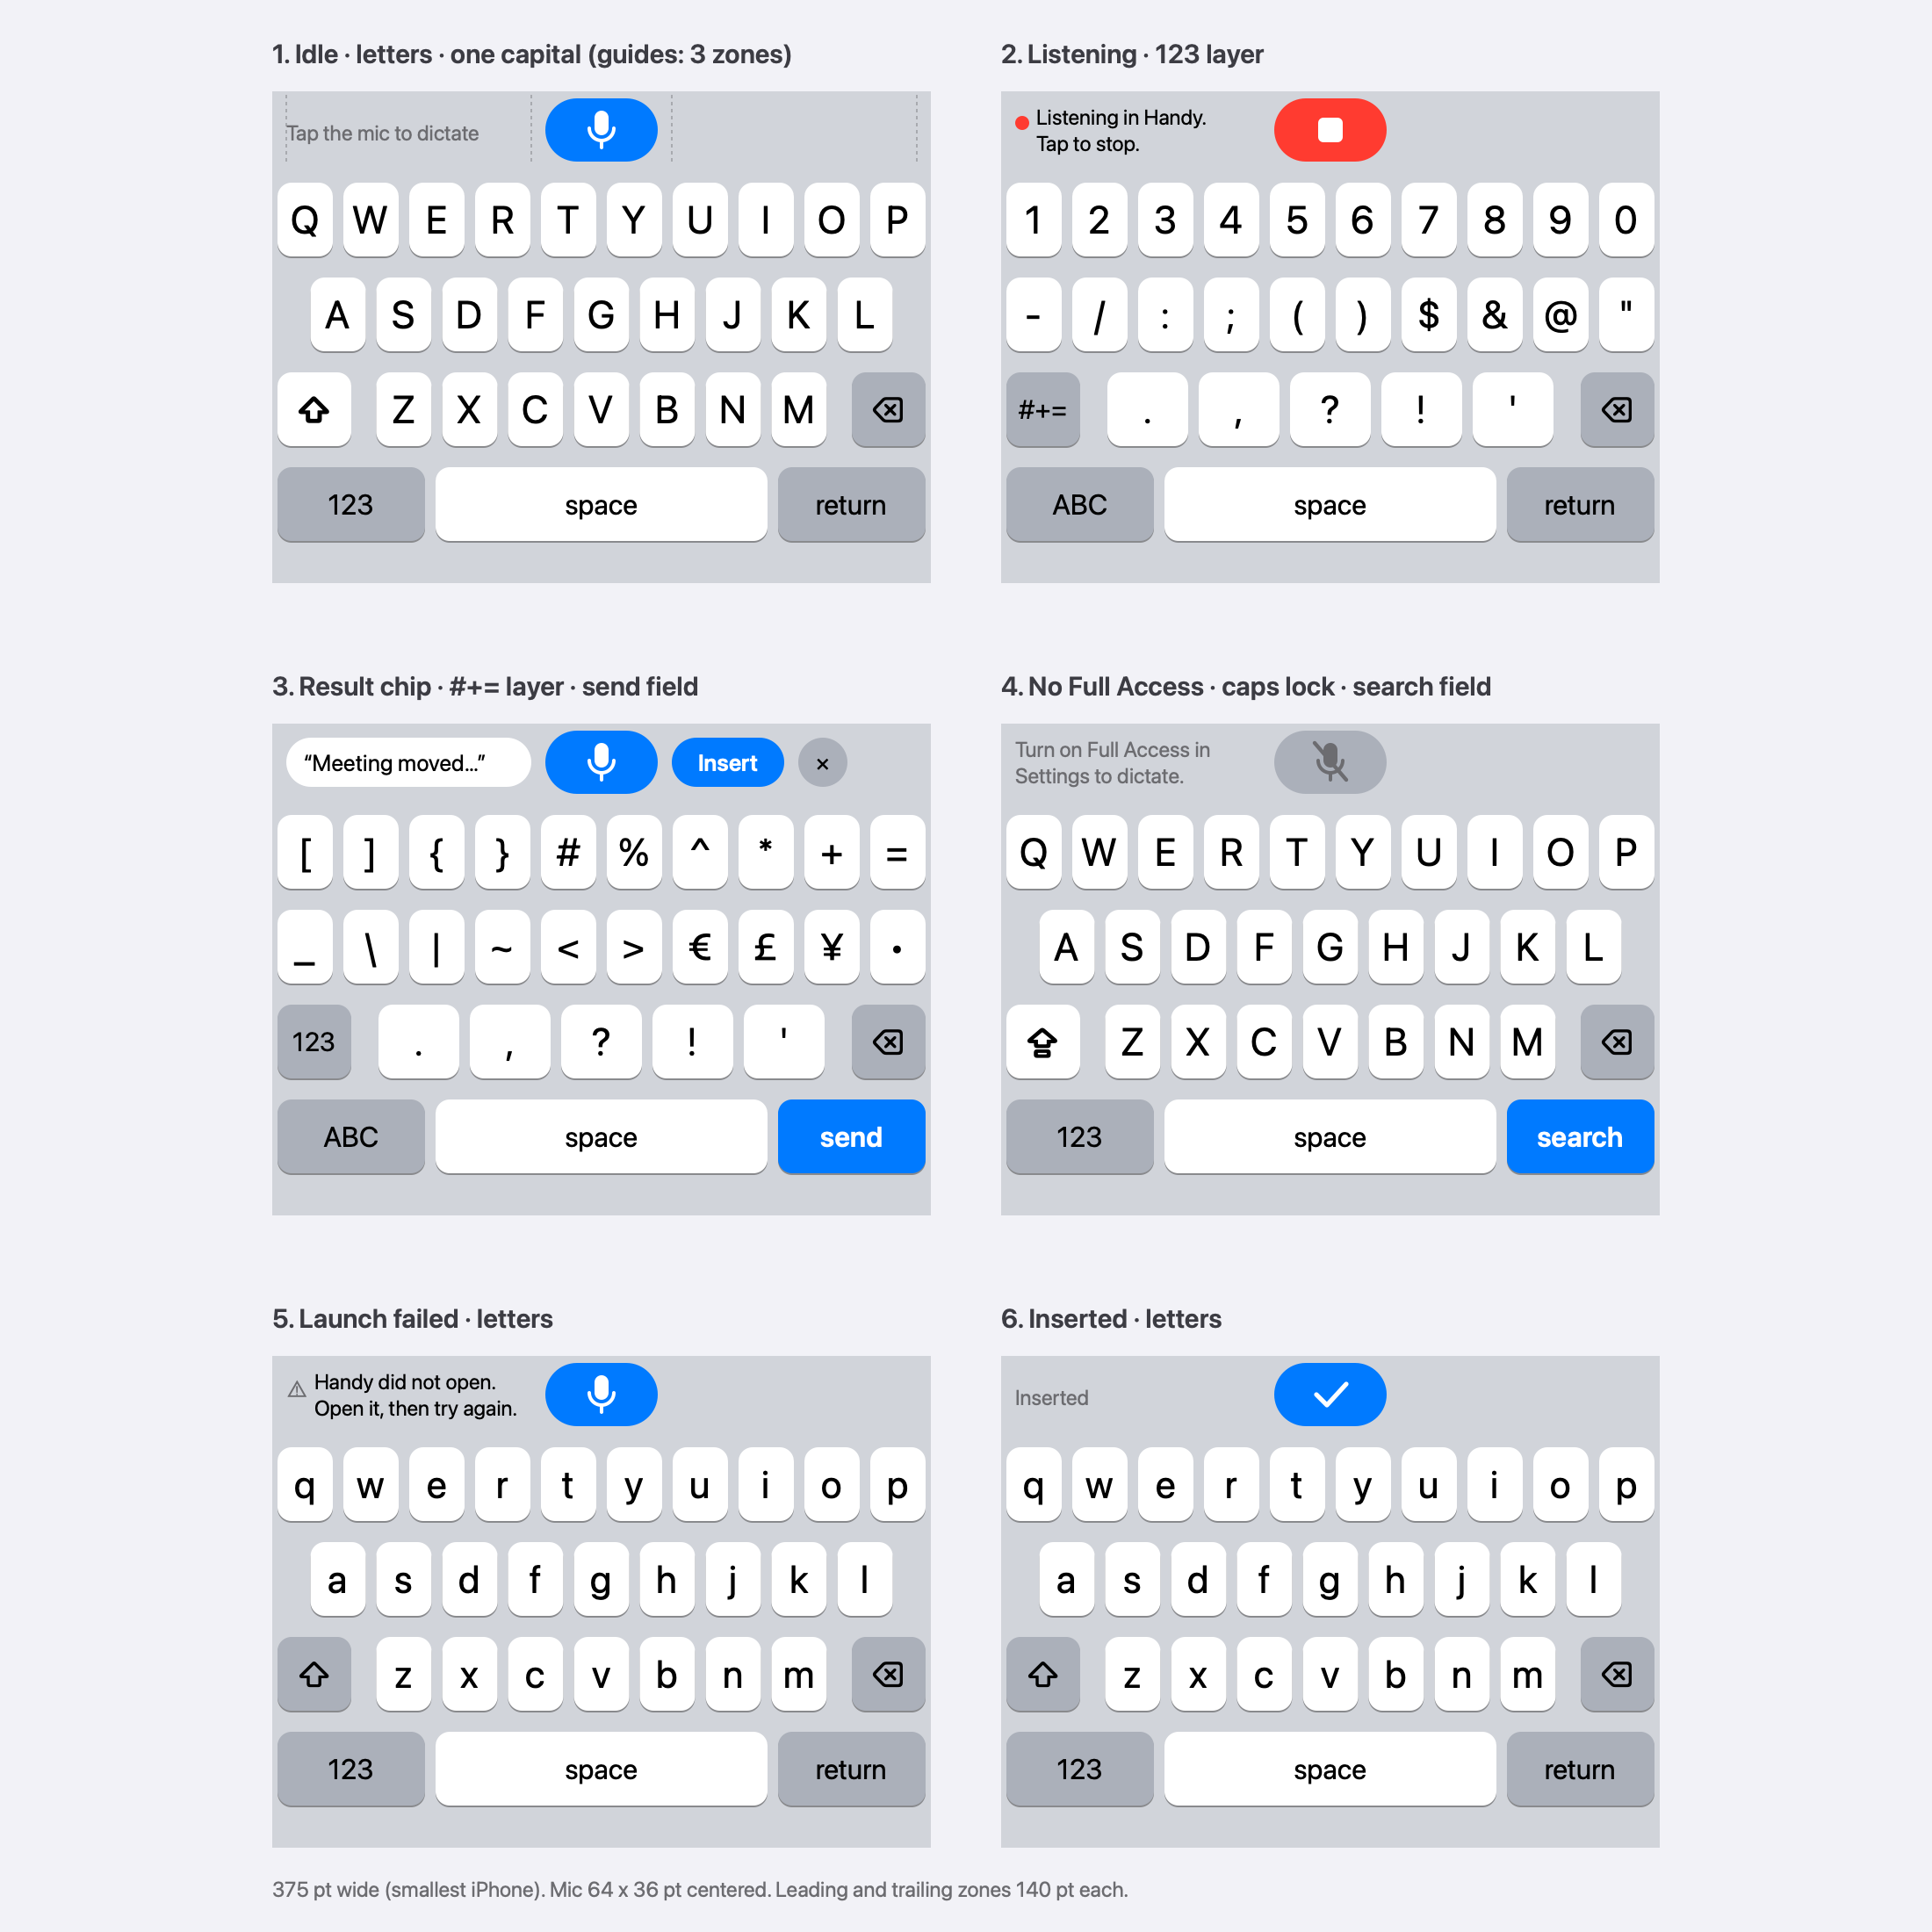 1. Idle · letters · one capital (guides: 3 zones)
Tap the mic to dictate
Q W E R T Y U I O P
A S D F G H J K L
Z X C V B N M
123 space return
2. Listening · 123 layer
Listening in Handy.
Tap to stop.
1 2 3 4 5 6 7 8 9 0
- / : ; ( ) $ & @ "
#+= . , ? ! '
ABC space return
3. Result chip · #+= layer · send field
“Meeting moved…” Insert ×
[ ] { } # % ^ * + =
_ \ | ~ < > € £ ¥ •
123 . , ? ! '
ABC space send
4. No Full Access · caps lock · search field
Turn on Full Access in
Settings to dictate.
Q W E R T Y U I O P
A S D F G H J K L
Z X C V B N M
123 space search
5. Launch failed · letters
Handy did not open.
Open it, then try again.
q w e r t y u i o p
a s d f g h j k l
z x c v b n m
123 space return
6. Inserted · letters
Inserted
q w e r t y u i o p
a s d f g h j k l
z x c v b n m
123 space return
375 pt wide (smallest iPhone). Mic 64 x 36 pt centered. Leading and trailing zones 140 pt each.